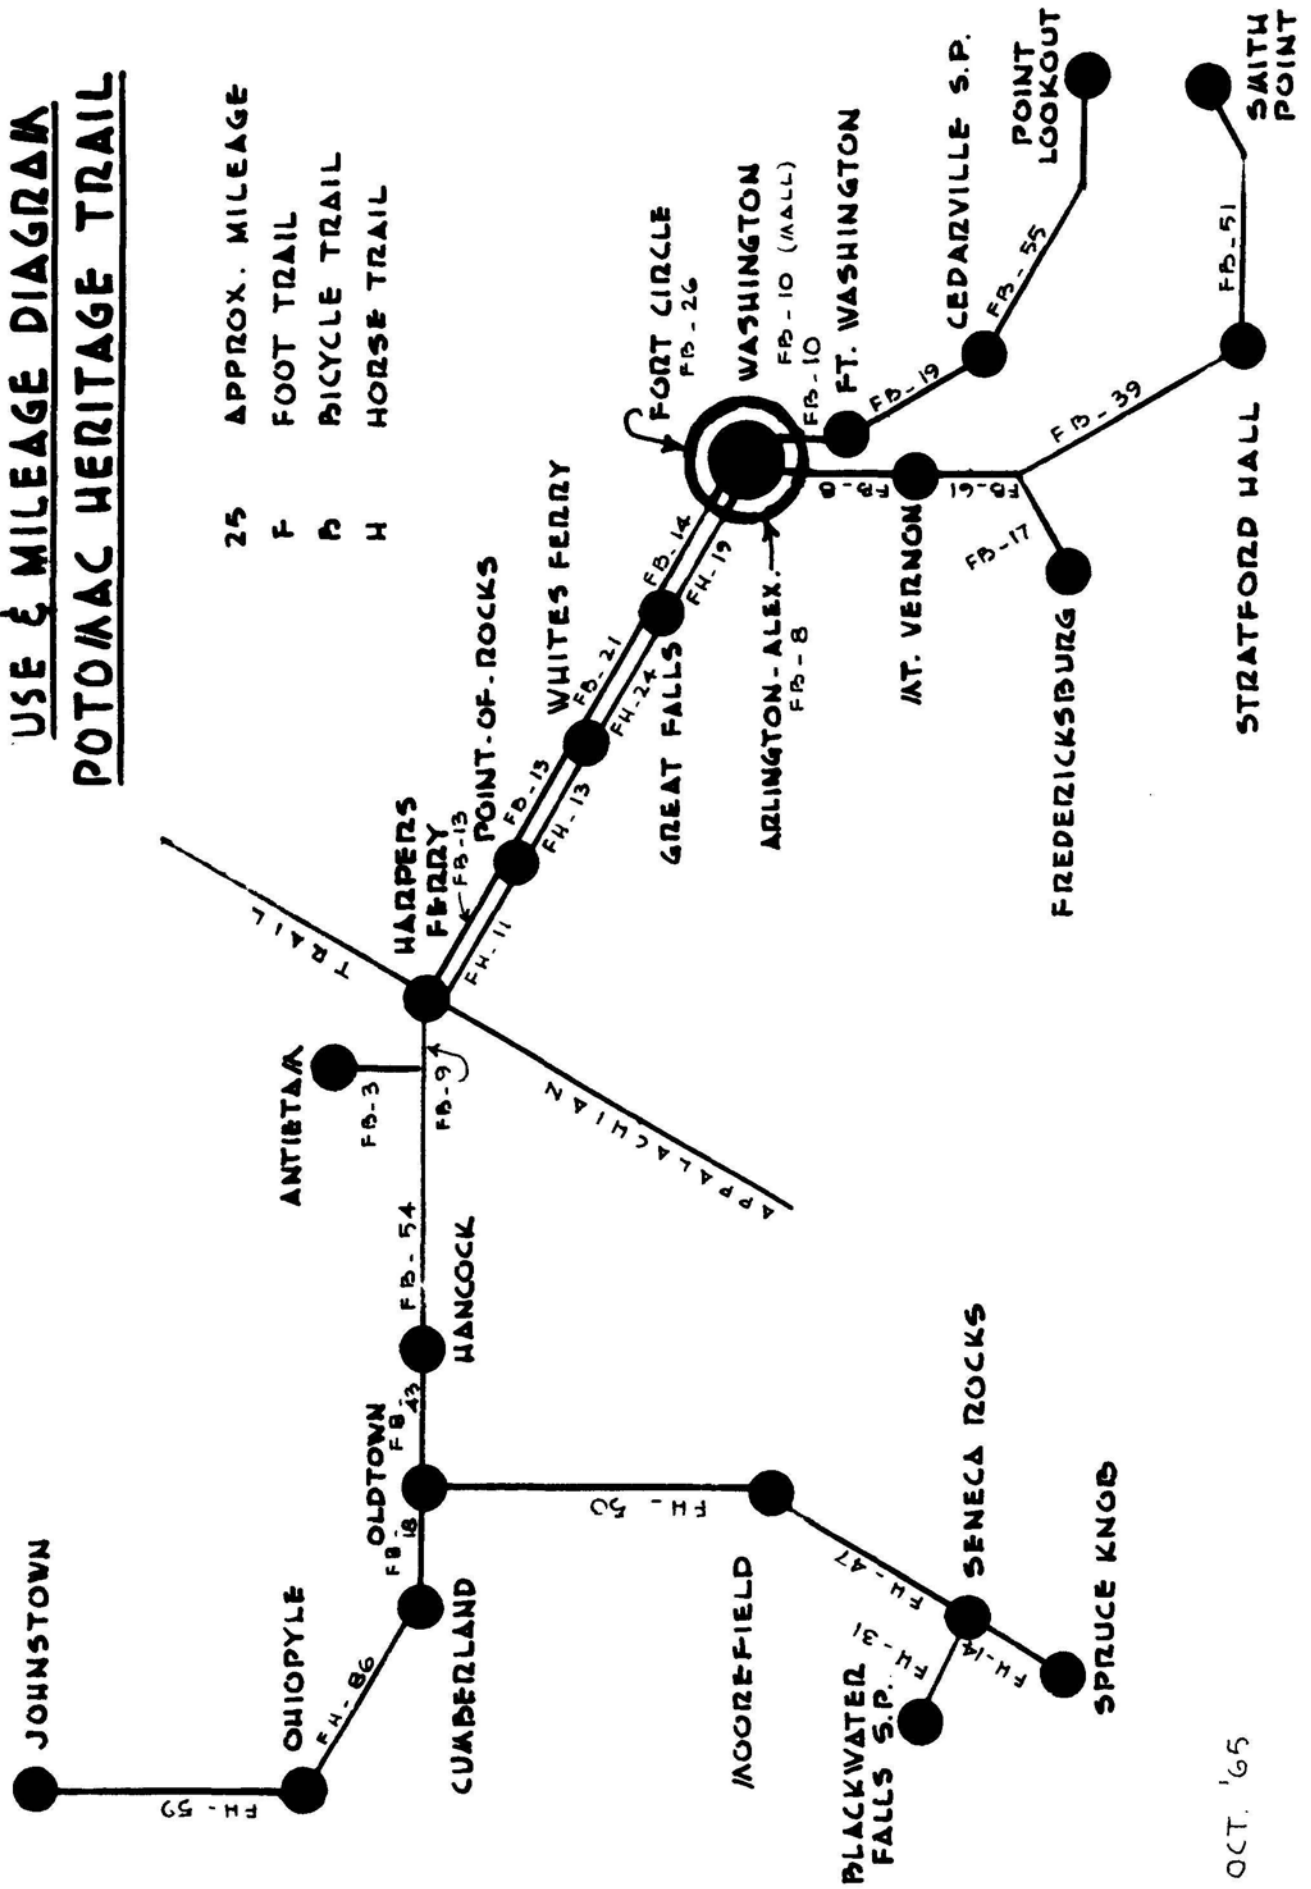 USE & MILEAGE DIAGRAM
POTOMAC HERITAGE TRAIL
25 APPROX. MILEAGE
F FOOT TRAIL
B BICYCLE TRAIL
H HORSE TRAIL
JOHNSTOWN
FH-59
OHIOPYLE
FH-86
CUMBERLAND
FB-18
OLDTOWN
FB-43
HANCOCK
FB-54
ANTIETAM
FB-3
FB-9
APPALACHIAN TRAIL
HARPERS
FERRY
FB-13
FH-11
POINT-OF-ROCKS
FB-13
FH-13
WHITES FERRY
FB-21
FH-24
GREAT FALLS
FB-14
FH-19
FORT CIRCLE
FB-26
WASHINGTON
FB-10 (MALL)
FB-10
FT. WASHINGTON
FB-19
CEDARVILLE S.P.
FB-55
POINT
LOOKOUT
ARLINGTON-ALEX.
FB-8
FB-8
MT. VERNON
FB-61
FB-17
FREDERICKSBURG
FB-39
STRATFORD HALL
FB-51
SMITH
POINT
FH-50
MOOREFIELD
FH-47
SENECA ROCKS
FH-31
BLACKWATER
FALLS S.P.
FH-14
SPRUCE KNOB
OCT. '65